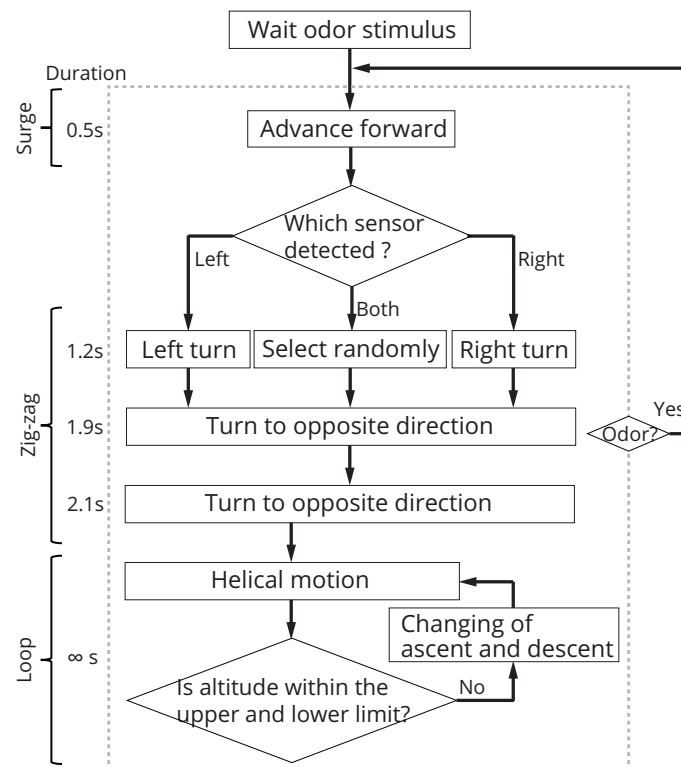 Wait odor stimulus
Duration
Surge
0.5s
Advance forward
Which sensor
detected ?
Left
Right
Both
Zig-zag
1.2s
Left turn
Select randomly
Right turn
1.9s
Turn to opposite direction
Yes
Odor?
2.1s
Turn to opposite direction
Loop
Helical motion
Changing of
ascent and descent
∞ s
Is altitude within the
upper and lower limit?
No